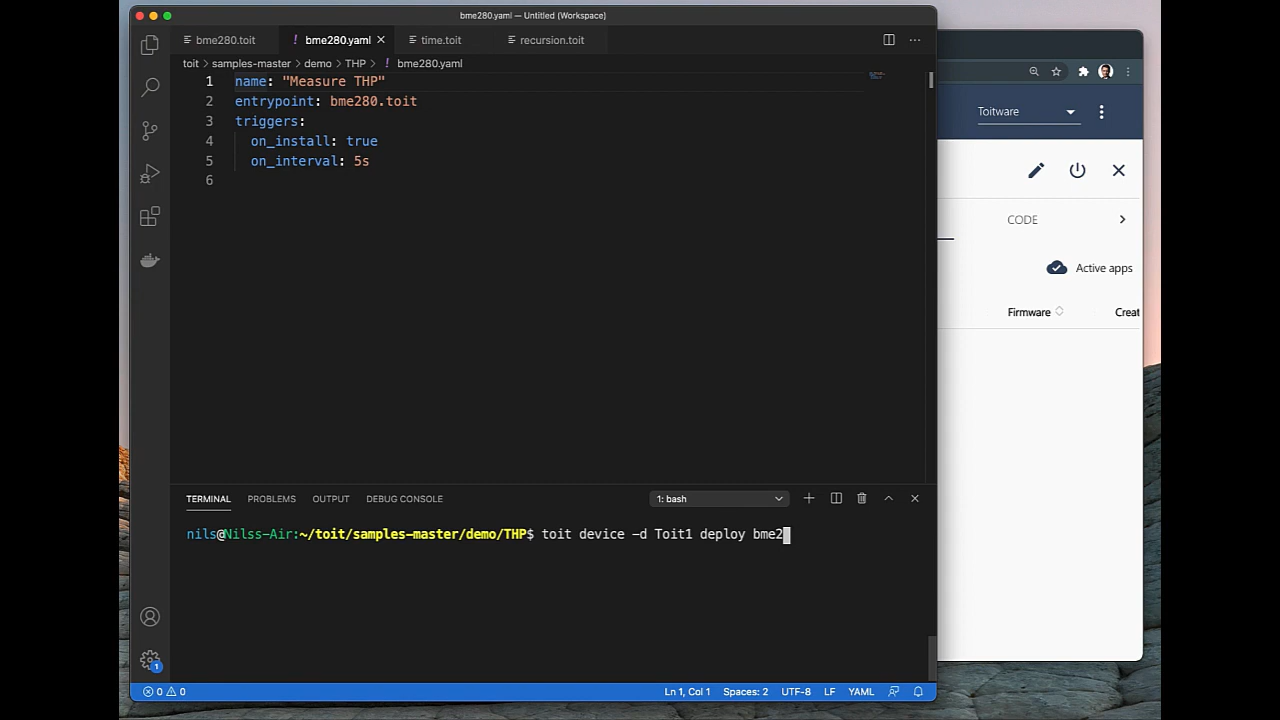 bme280.yaml — Untitled (Workspace)
bme280.toit
! bme280.yaml
time.toit
recursion.toit
toit > samples-master > demo > THP > ! bme280.yaml
1 name: "Measure THP"
2 entrypoint: bme280.toit
3 triggers:
4 on_install: true
5 on_interval: 5s
6
TERMINAL
PROBLEMS
OUTPUT
DEBUG CONSOLE
1: bash
nils@Nilss-Air:~/toit/samples-master/demo/THP$ toit device -d Toit1 deploy bme2
1
0
0
Ln 1, Col 1
Spaces: 2
UTF-8
LF
YAML
Toitware
CODE
Active apps
Firmware
Creat